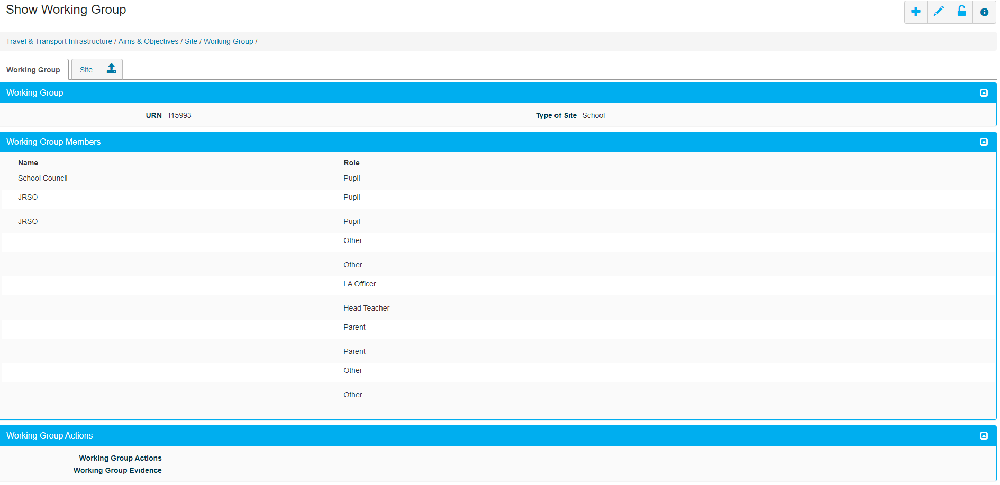 Show Working Group
Travel & Transport Infrastructure / Aims & Objectives / Site / Working Group /
Working Group Site
Working Group
URN 115993 Type of Site School
Working Group Members
Name Role
School Council Pupil
JRSO Pupil
JRSO Pupil
Other
Other
LA Officer
Head Teacher
Parent
Parent
Other
Other
Working Group Actions
Working Group Actions
Working Group Evidence